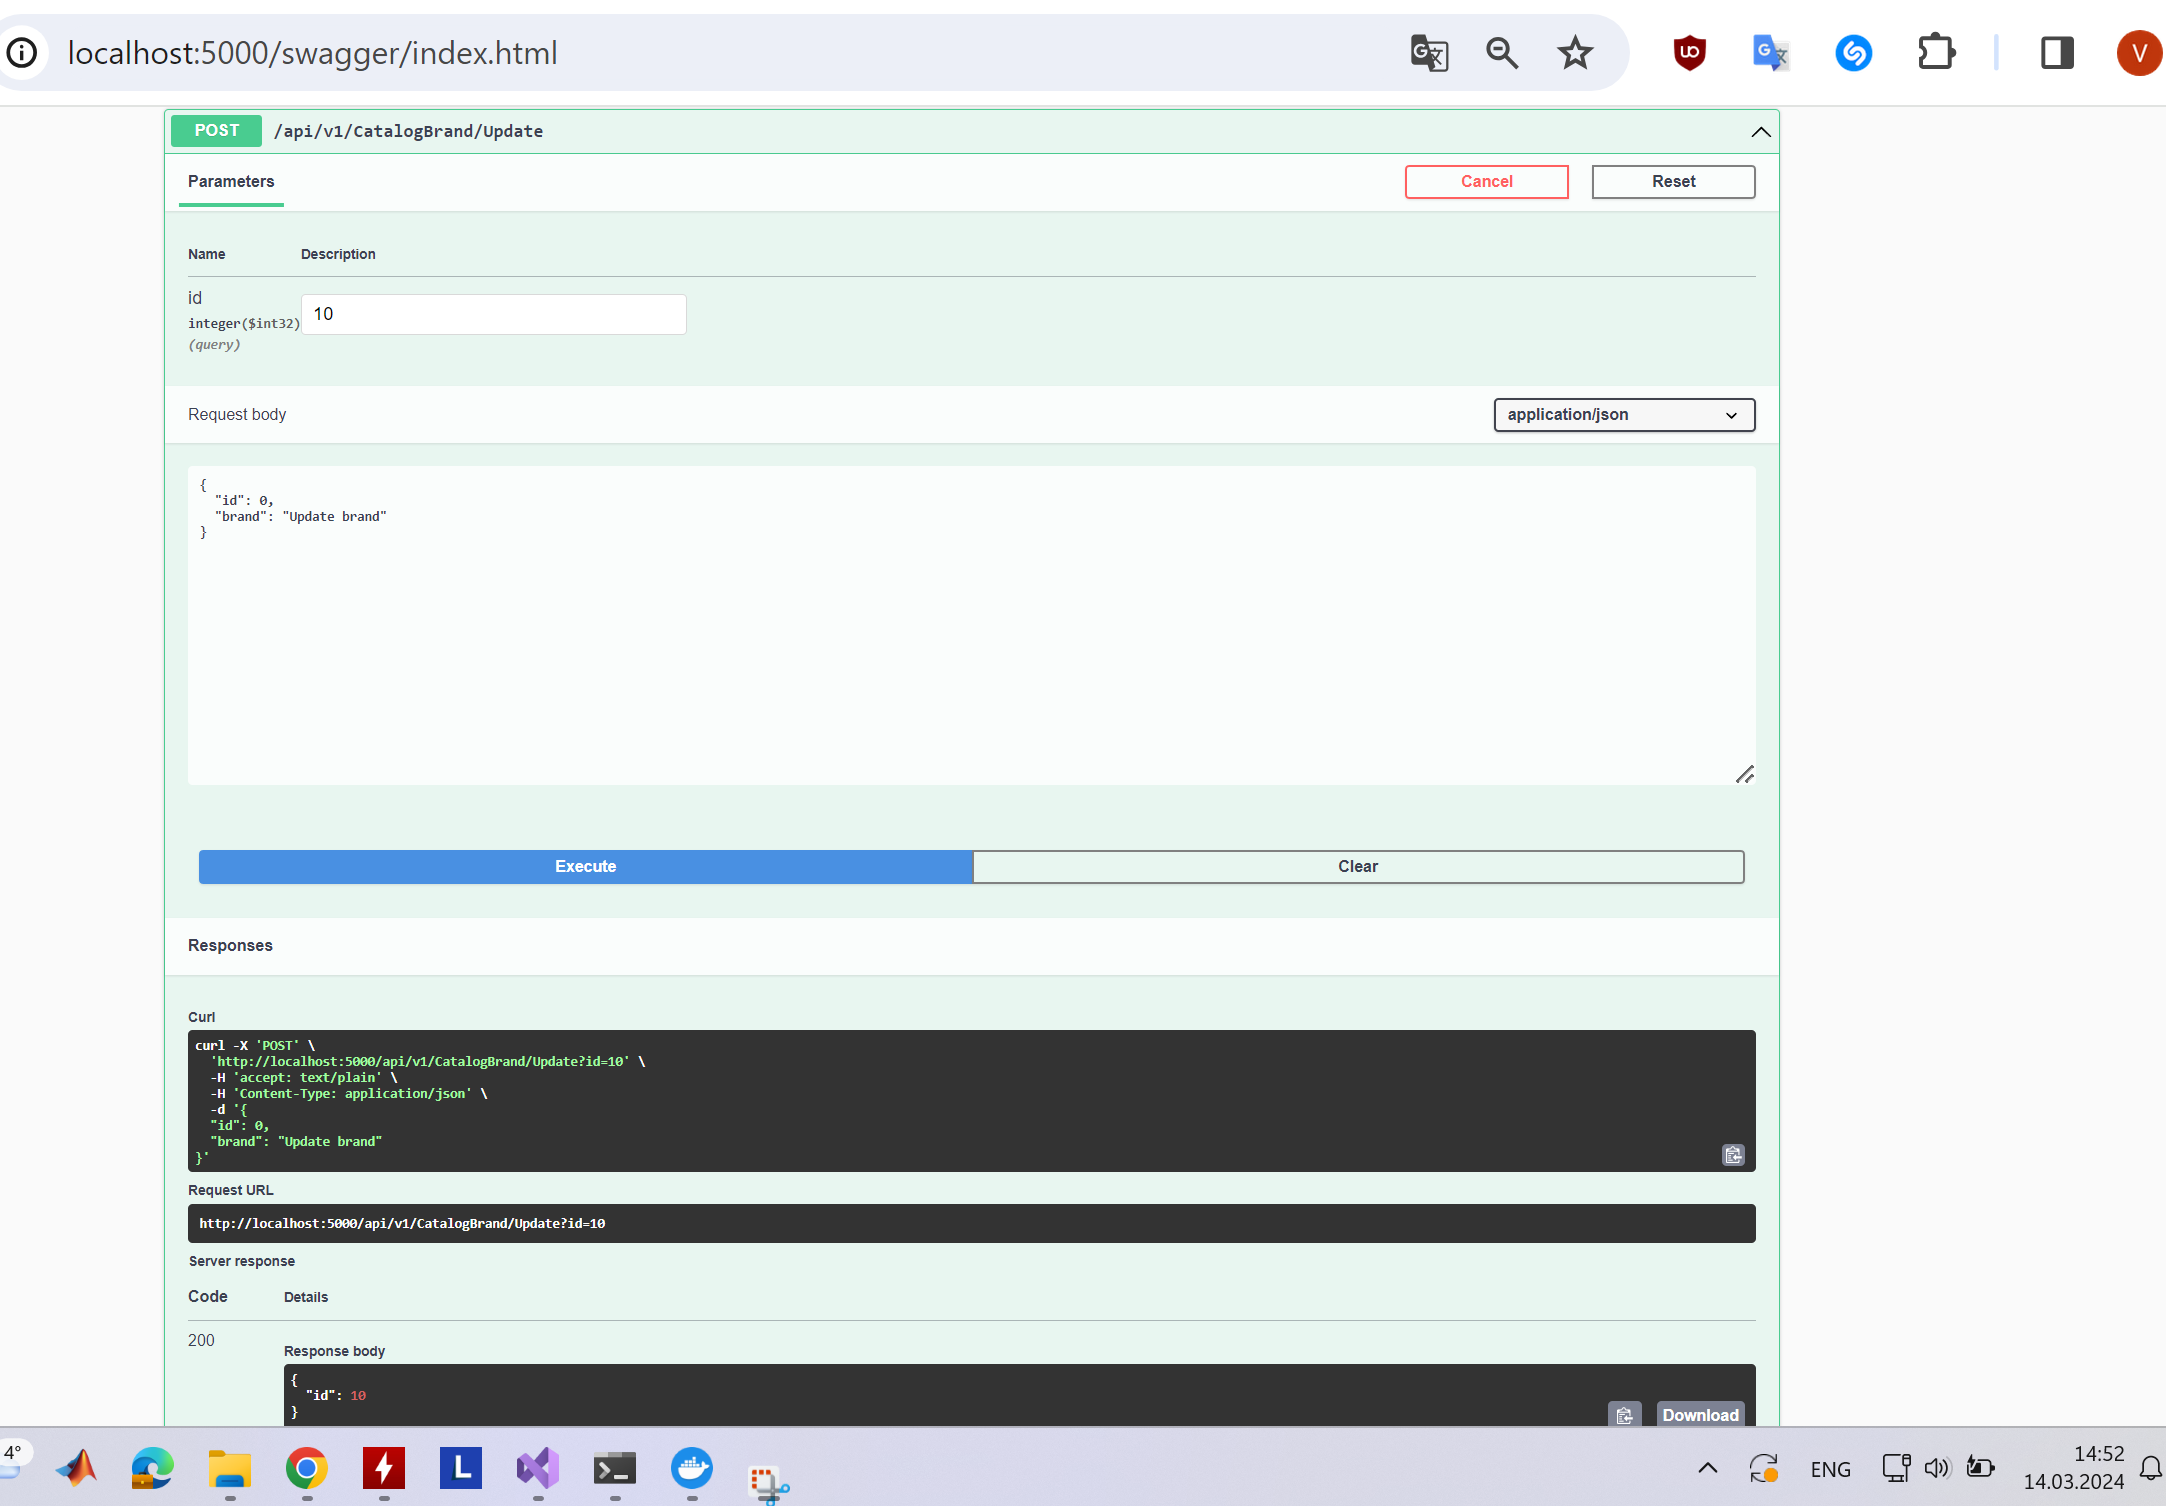 localhost:5000/swagger/index.html
V
POST /api/v1/CatalogBrand/Update
Parameters
Cancel
Reset
Name Description
id
integer($int32)
(query)
10
Request body
application/json
{
"id": 0,
"brand": "Update brand"
}
Execute
Clear
Responses
Curl
curl -X 'POST' \
'http://localhost:5000/api/v1/CatalogBrand/Update?id=10' \
-H 'accept: text/plain' \
-H 'Content-Type: application/json' \
-d '{
"id": 0,
"brand": "Update brand"
}'
Request URL
http://localhost:5000/api/v1/CatalogBrand/Update?id=10
Server response
Code Details
200
Response body
{
"id": 10
}
Download
4°
L
ENG
14:52
14.03.2024